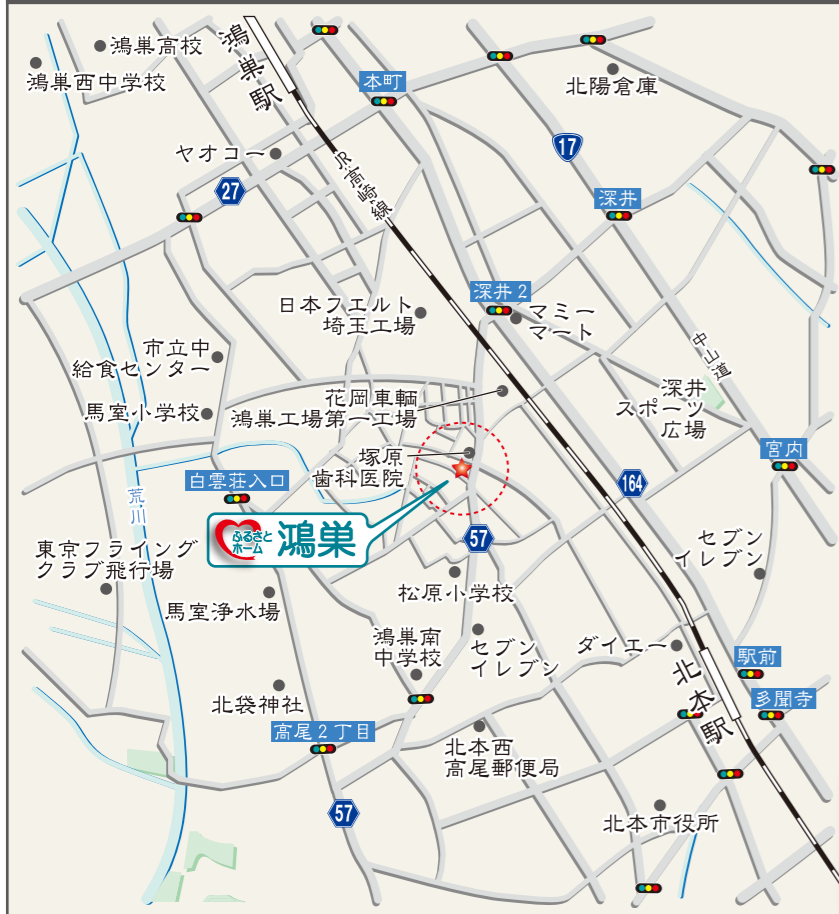 鴻巣高校
鴻巣西中学校
鴻巣駅
本町
北陽倉庫
ヤオコー
27
JR高崎線
17
深井
日本フエルト
埼玉工場
深井2
マミー
マート
中山道
市立中
給食センター
花岡車輌
鴻巣工場第一工場
深井
スポーツ
広場
馬室小学校
塚原
歯科医院
宮内
白雲荘入口
164
荒川
ふるさと
ホーム
鴻巣
57
セブン
イレブン
東京フライング
クラブ飛行場
松原小学校
馬室浄水場
鴻巣南
中学校
セブン
イレブン
ダイエー
駅前
北本駅
北袋神社
多聞寺
高尾2丁目
北本西
高尾郵便局
57
北本市役所